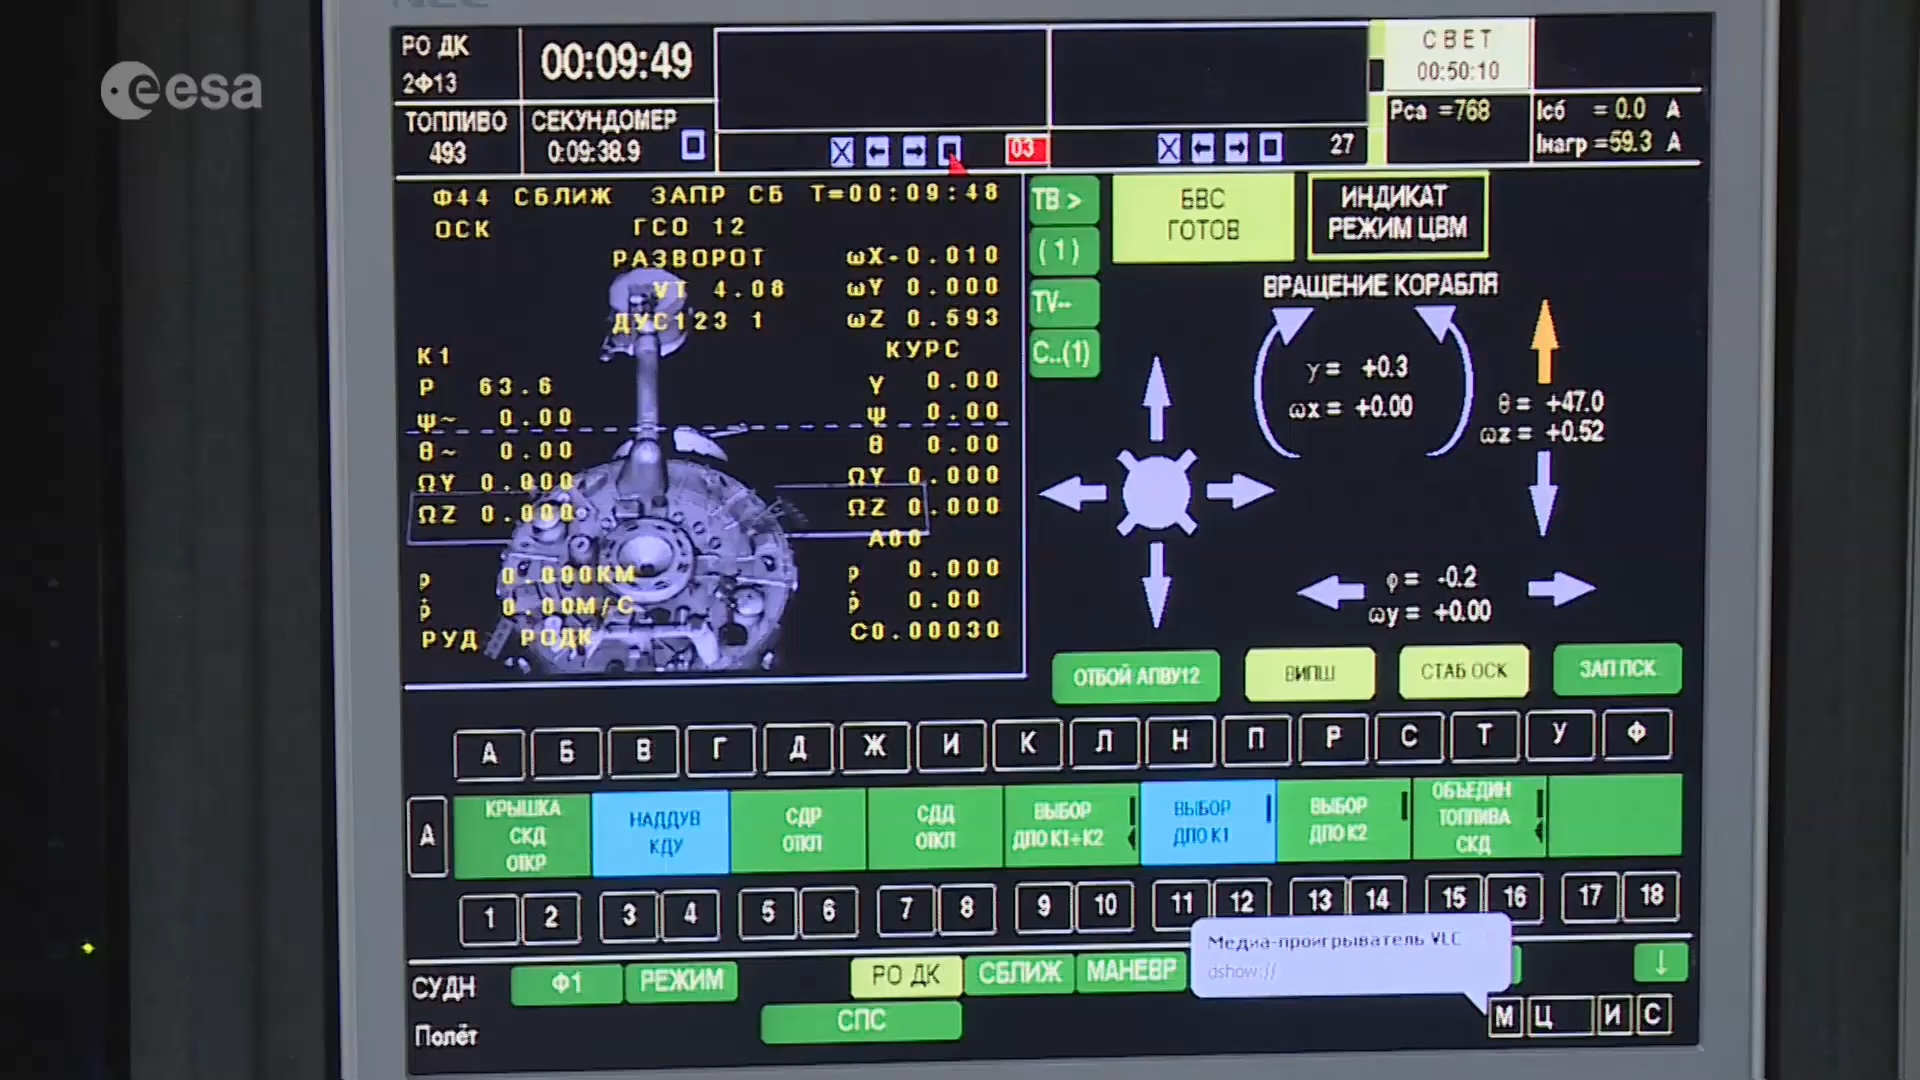 esa
РО ДК
2Ф13
00:09:49
СВЕТ
00:50:10
ТОПЛИВО
493
СЕКУНДОМЕР
0:09:38.9
03
27
Рса =768
Iсб = 0.0 А
Iнагр =59.3 А
Ф44 СБЛИЖ ЗАПР СБ Т=00:09:48
ОСК ГСО 12
РАЗВОРОТ ωX-0.010
VT 4.08 ωY 0.000
ДУС123 1 ωZ 0.593
К1 КУРС
Р 63.6 γ 0.00
ψ~ 0.00 ψ 0.00
θ~ 0.00 θ 0.00
ΩY 0.000 ΩY 0.000
ΩZ 0.000 ΩZ 0.000
А00
ρ 0.000КМ ρ 0.000
ρ̇ 0.00М/С ρ̇ 0.00
РУД РОДК С0.00030
ТВ >
(1)
TV--
С..(1)
БВС
ГОТОВ
ИНДИКАТ
РЕЖИМ ЦВМ
ВРАЩЕНИЕ КОРАБЛЯ
γ = +0.3
ωx = +0.00
θ = +47.0
ωz = +0.52
φ = -0.2
ωy = +0.00
ОТБОЙ АПВУ12 ВИПШ СТАБ ОСК ЗАП ПСК
А Б В Г Д Ж И К Л Н П Р С Т У Ф
А
КРЫШКА
СКД
ОТКР
НАДДУВ
КДУ
СДР
ОТКЛ
СДД
ОТКЛ
ВЫБОР
ДПО К1+К2
ВЫБОР
ДПО К1
ВЫБОР
ДПО К2
ОБЪЕДИН
ТОПЛИВА
СКД
1 2 3 4 5 6 7 8 9 10 11 12 13 14 15 16 17 18
Медиа-проигрыватель VLC
dshow://
СУДН Ф1 РЕЖИМ РО ДК СБЛИЖ МАНЕВР ↓
Полёт СПС М Ц И С